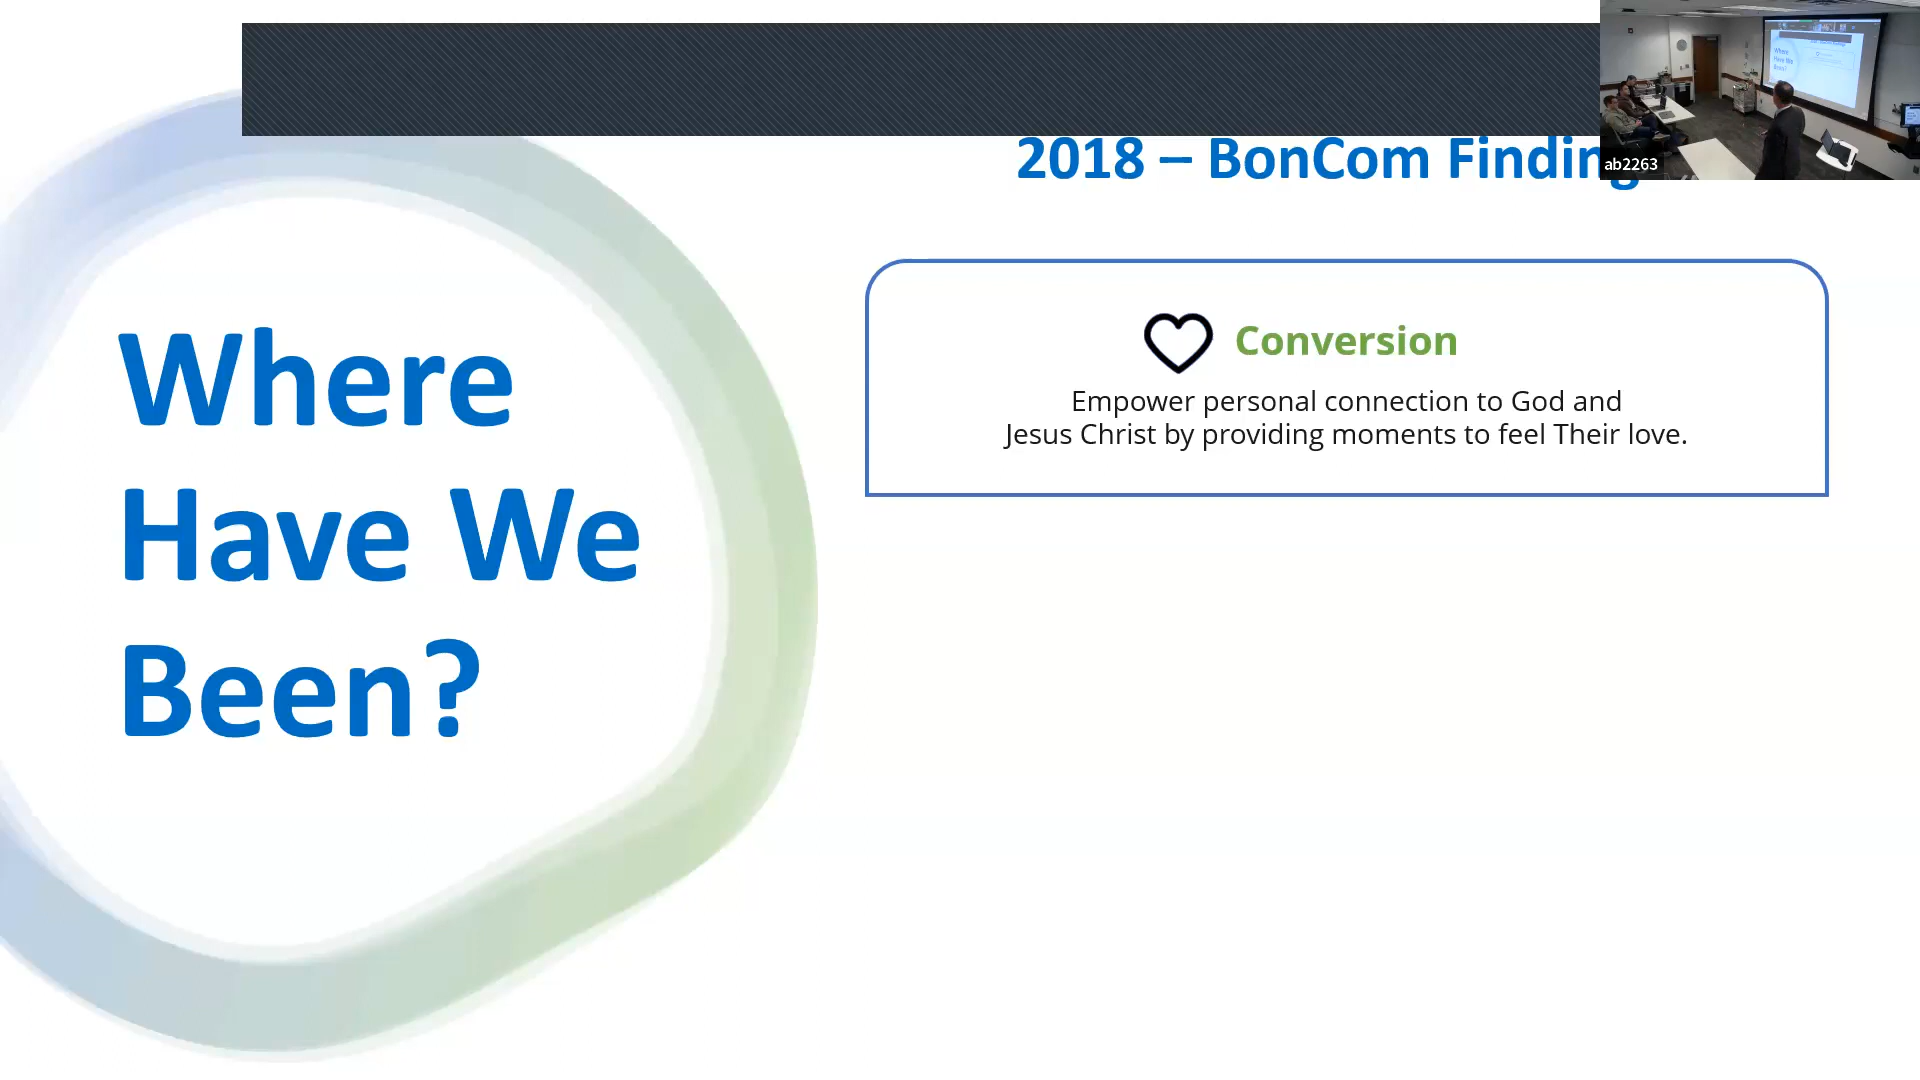 2018 – BonCom Finding
ab2263
Where
Have We
Been?
Conversion
Empower personal connection to God and
Jesus Christ by providing moments to feel Their love.